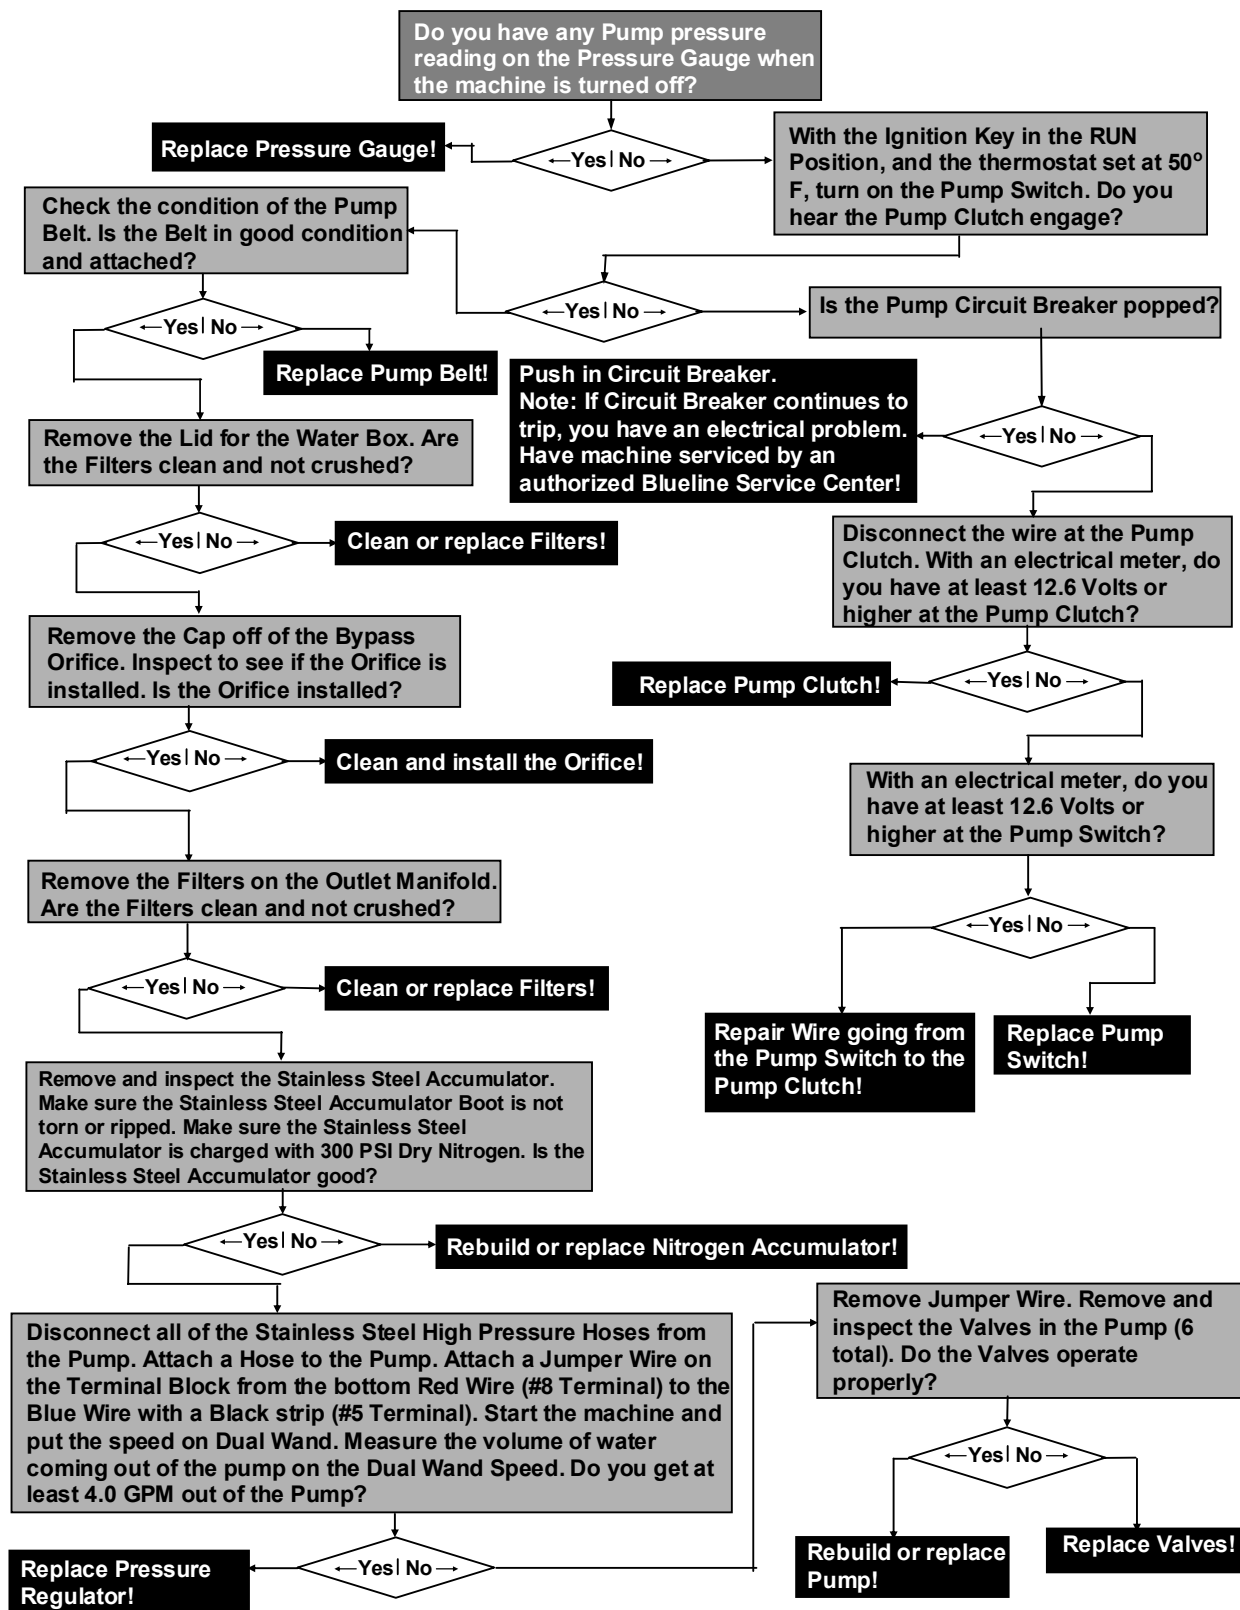 Do you have any Pump pressure
reading on the Pressure Gauge when
the machine is turned off?
Replace Pressure Gauge!
←Yes| No →
With the Ignition Key in the RUN
Position, and the thermostat set at 50°
F, turn on the Pump Switch. Do you
hear the Pump Clutch engage?
Check the condition of the Pump
Belt. Is the Belt in good condition
and attached?
←Yes| No →
Is the Pump Circuit Breaker popped?
←Yes| No →
Replace Pump Belt!
Push in Circuit Breaker.
Note: If Circuit Breaker continues to
trip, you have an electrical problem.
Have machine serviced by an
authorized Blueline Service Center!
←Yes| No →
Remove the Lid for the Water Box. Are
the Filters clean and not crushed?
←Yes| No →
Clean or replace Filters!
Disconnect the wire at the Pump
Clutch. With an electrical meter, do
you have at least 12.6 Volts or
higher at the Pump Clutch?
Remove the Cap off of the Bypass
Orifice. Inspect to see if the Orifice is
installed. Is the Orifice installed?
Replace Pump Clutch!
←Yes| No →
←Yes| No →
Clean and install the Orifice!
With an electrical meter, do you
have at least 12.6 Volts or
higher at the Pump Switch?
Remove the Filters on the Outlet Manifold.
Are the Filters clean and not crushed?
←Yes| No →
←Yes| No →
Clean or replace Filters!
Repair Wire going from
the Pump Switch to the
Pump Clutch!
Replace Pump
Switch!
Remove and inspect the Stainless Steel Accumulator.
Make sure the Stainless Steel Accumulator Boot is not
torn or ripped. Make sure the Stainless Steel
Accumulator is charged with 300 PSI Dry Nitrogen. Is the
Stainless Steel Accumulator good?
←Yes| No →
Rebuild or replace Nitrogen Accumulator!
Disconnect all of the Stainless Steel High Pressure Hoses from
the Pump. Attach a Hose to the Pump. Attach a Jumper Wire on
the Terminal Block from the bottom Red Wire (#8 Terminal) to the
Blue Wire with a Black strip (#5 Terminal). Start the machine and
put the speed on Dual Wand. Measure the volume of water
coming out of the pump on the Dual Wand Speed. Do you get at
least 4.0 GPM out of the Pump?
Remove Jumper Wire. Remove and
inspect the Valves in the Pump (6
total). Do the Valves operate
properly?
←Yes| No →
Replace Pressure
Regulator!
←Yes| No →
Rebuild or replace
Pump!
Replace Valves!